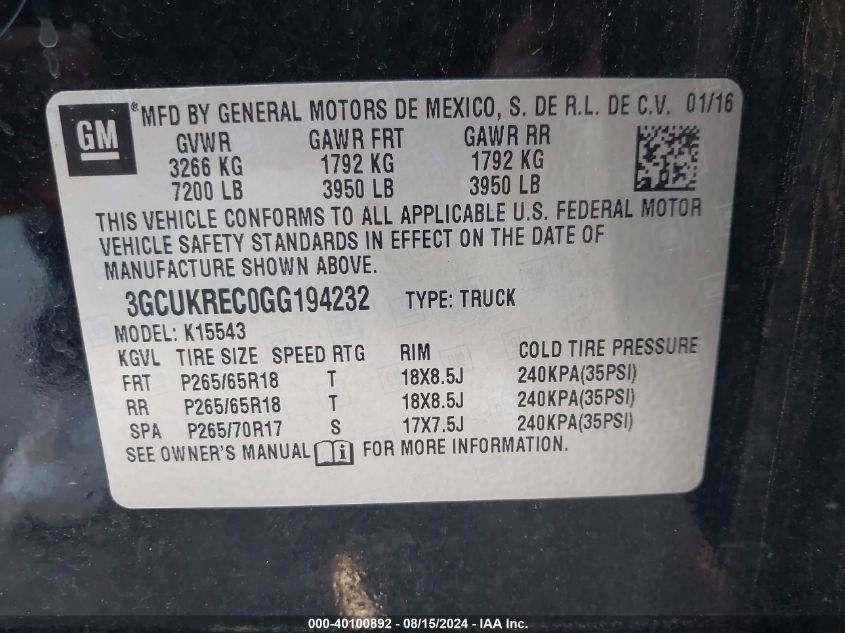 GM ® MFD BY GENERAL MOTORS DE MEXICO, S. DE R.L. DE C.V. 01/16
GVWR GAWR FRT GAWR RR
3266 KG 1792 KG 1792 KG
7200 LB 3950 LB 3950 LB
THIS VEHICLE CONFORMS TO ALL APPLICABLE U.S. FEDERAL MOTOR
VEHICLE SAFETY STANDARDS IN EFFECT ON THE DATE OF
MANUFACTURE SHOWN ABOVE.
3GCUKREC0GG194232 TYPE: TRUCK
MODEL: K15543
KGVL TIRE SIZE SPEED RTG RIM COLD TIRE PRESSURE
FRT P265/65R18 T 18X8.5J 240KPA(35PSI)
RR P265/65R18 T 18X8.5J 240KPA(35PSI)
SPA P265/70R17 S 17X7.5J 240KPA(35PSI)
SEE OWNER'S MANUAL i FOR MORE INFORMATION.
000-40100892 - 08/15/2024 - IAA Inc.